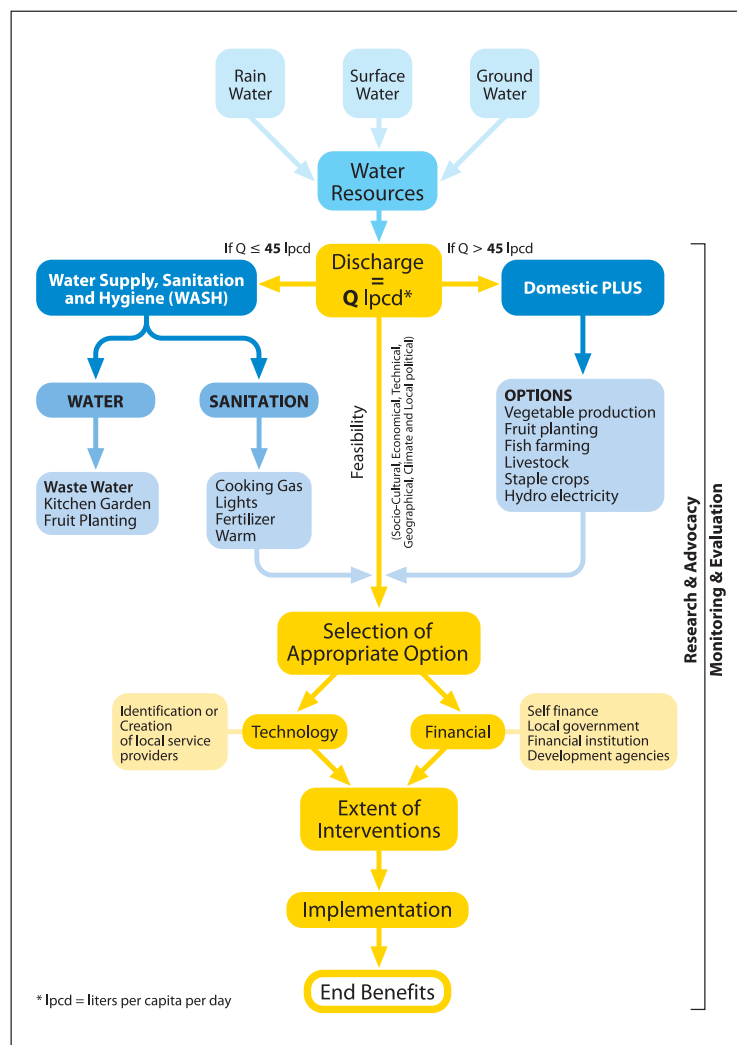 Rain
Water
Surface
Water
Ground
Water
Water
Resources
If Q ≤ 45 lpcd
If Q > 45 lpcd
Discharge
=
Q lpcd*
Water Supply, Sanitation
and Hygiene (WASH)
Domestic PLUS
WATER
SANITATION
Waste Water
Kitchen Garden
Fruit Planting
Cooking Gas
Lights
Fertilizer
Warm
Feasibility
(Socio-Cultural, Economical, Technical,
Geographical, Climate and Local political)
OPTIONS
Vegetable production
Fruit planting
Fish farming
Livestock
Staple crops
Hydro electricity
Research & Advocacy
Monitoring & Evaluation
Selection of
Appropriate Option
Identification or
Creation
of local service
providers
Technology
Financial
Self finance
Local government
Financial institution
Development agencies
Extent of
Interventions
Implementation
End Benefits
* lpcd = liters per capita per day